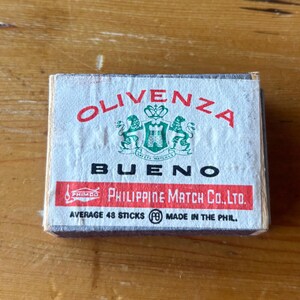 OLIVENZA
BUENO
PHILIPPINE MATCH CO., LTD.
AVERAGE 48 STICKS MADE IN THE PHIL.